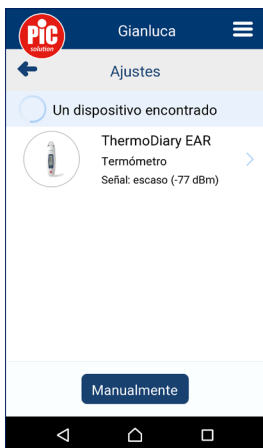 PiC
solution
Gianluca
Ajustes
Un dispositivo encontrado
ThermoDiary EAR
Termómetro
Señal: escaso (-77 dBm)
Manualmente